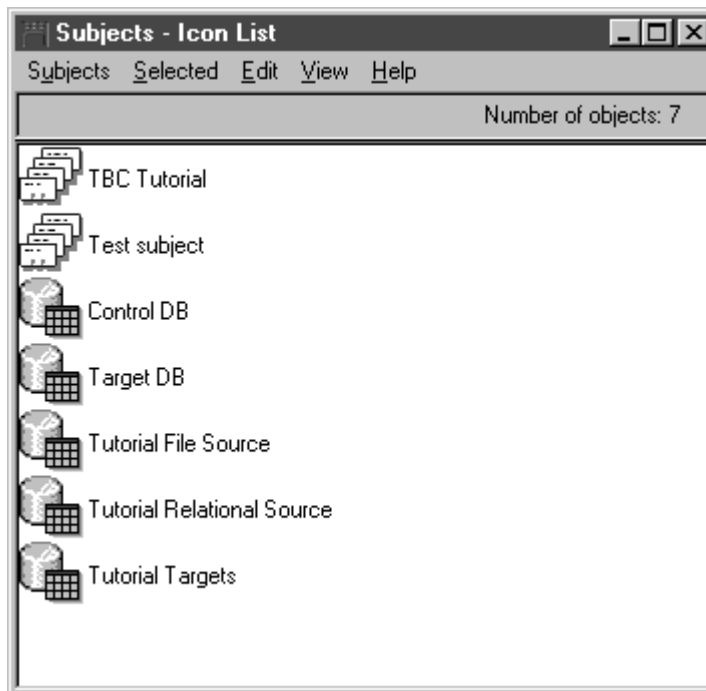 Subjects - Icon List
Subjects Selected Edit View Help
Number of objects: 7
TBC Tutorial
Test subject
Control DB
Target DB
Tutorial File Source
Tutorial Relational Source
Tutorial Targets